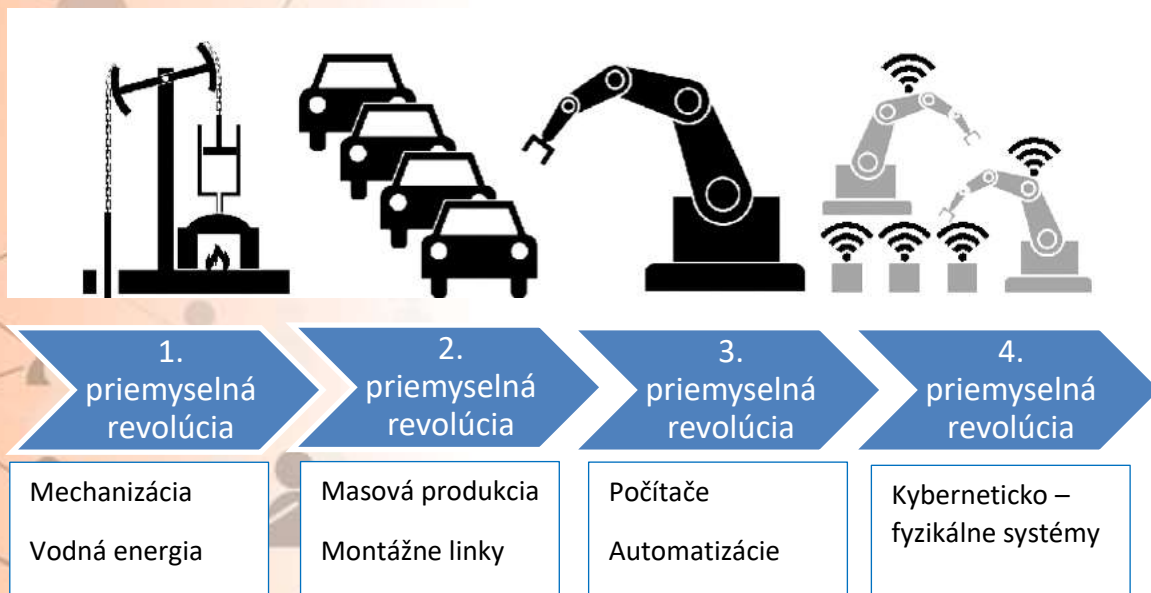 1.
priemyselná
revolúcia
2.
priemyselná
revolúcia
3.
priemyselná
revolúcia
4.
priemyselná
revolúcia
Mechanizácia
Vodná energia
Masová produkcia
Montážne linky
Počítače
Automatizácie
Kyberneticko –
fyzikálne systémy